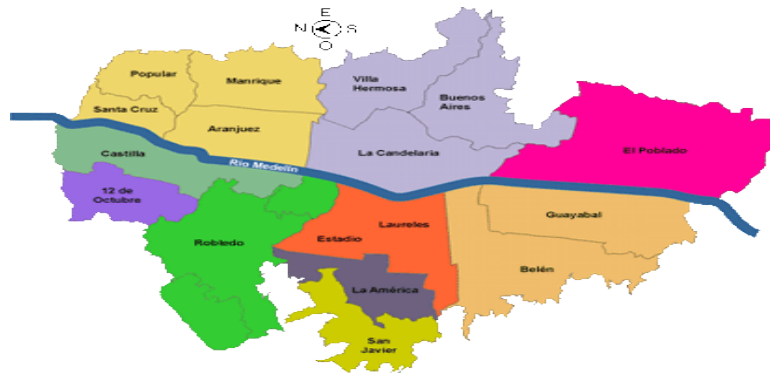 E
N S
O
Popular
Manrique
Villa
Hermosa
Buenos
Aires
Santa Cruz
Aranjuez
Castilla
Río Medellín
La Candelaria
El Poblado
12 de
Octubre
Robledo
Estadio
Laureles
Guayabal
Belén
La América
San
Javier